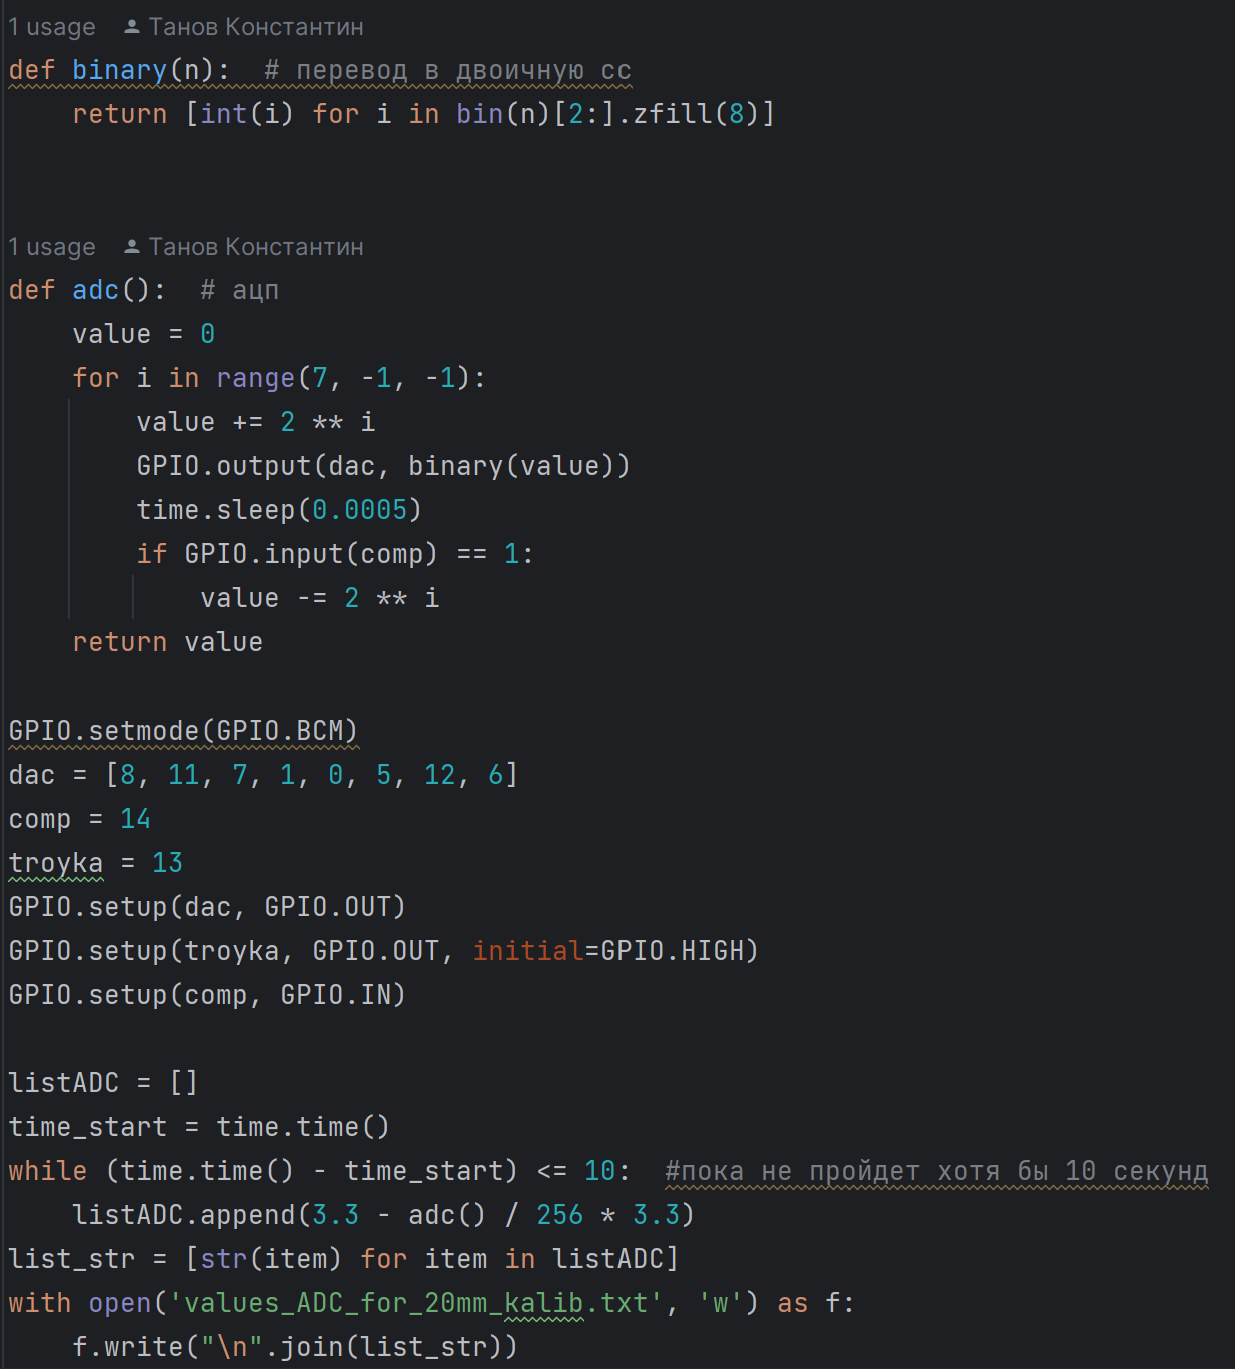 1 usage Танов Константин
def binary(n):  # перевод в двоичную сс
    return [int(i) for i in bin(n)[2:].zfill(8)]
1 usage Танов Константин
def adc():  # ацп
    value = 0
    for i in range(7, -1, -1):
        value += 2 ** i
        GPIO.output(dac, binary(value))
        time.sleep(0.0005)
        if GPIO.input(comp) == 1:
            value -= 2 ** i
    return value
GPIO.setmode(GPIO.BCM)
dac = [8, 11, 7, 1, 0, 5, 12, 6]
comp = 14
troyka = 13
GPIO.setup(dac, GPIO.OUT)
GPIO.setup(troyka, GPIO.OUT, initial=GPIO.HIGH)
GPIO.setup(comp, GPIO.IN)
listADC = []
time_start = time.time()
while (time.time() - time_start) <= 10:  #пока не пройдет хотя бы 10 секунд
    listADC.append(3.3 - adc() / 256 * 3.3)
list_str = [str(item) for item in listADC]
with open('values_ADC_for_20mm_kalib.txt', 'w') as f:
    f.write("\n".join(list_str))